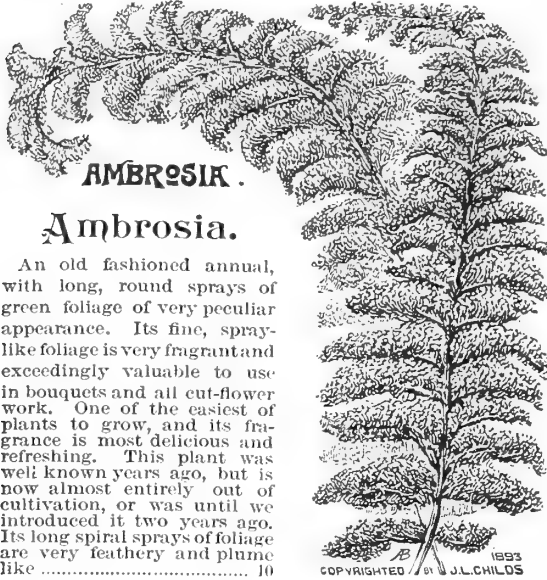 AMBROSIA.
Ambrosia.
An old fashioned annual,
with long, round sprays of
green foliage of very peculiar
appearance. Its fine, spray-
like foliage is very fragrant and
exceedingly valuable to use
in bouquets and all cut-flower
work. One of the easiest of
plants to grow, and its fra-
grance is most delicious and
refreshing. This plant was
well known years ago, but is
now almost entirely out of
cultivation, or was until we
introduced it two years ago.
Its long spiral sprays of foliage
are very feathery and plume
like .................................... 10
AB
1893
COPYRIGHTED BY J.L.CHILDS